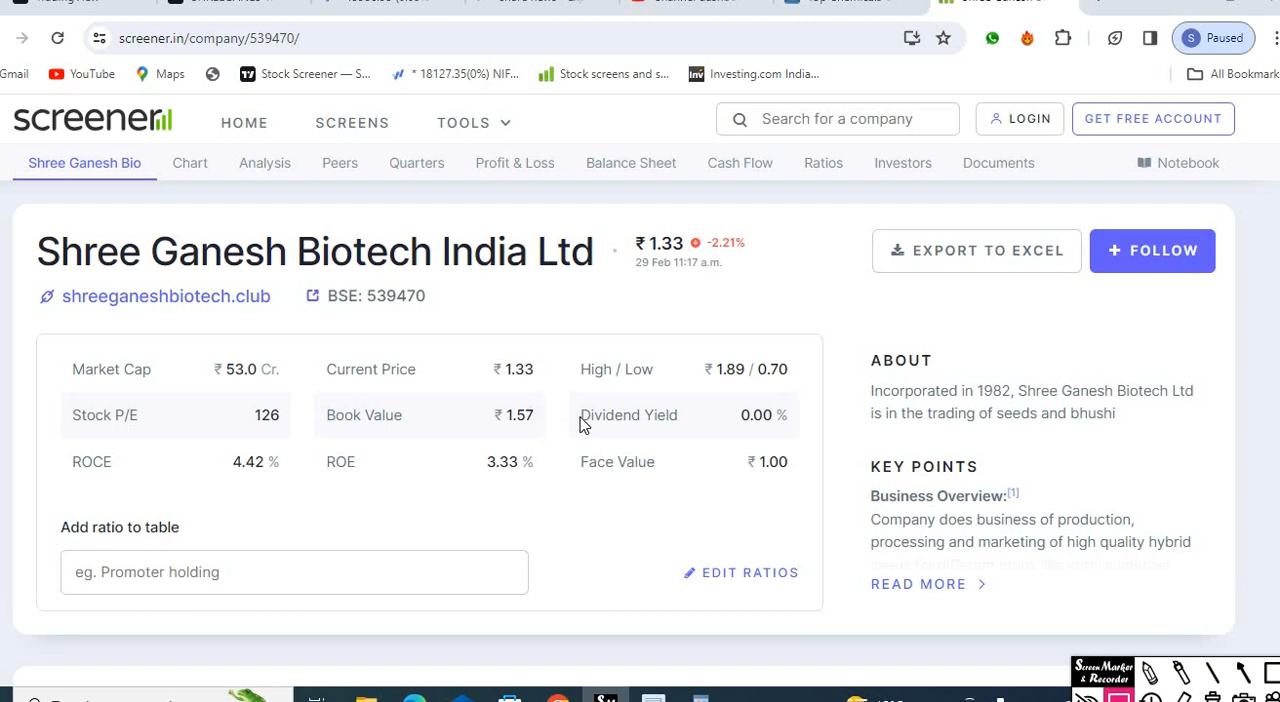 screener.in/company/539470/
Paused
Gmail YouTube Maps Stock Screener — S... * 18127.35(0%) NIF... Stock screens and s... Investing.com India... All Bookmark
screener HOME SCREENS TOOLS Search for a company LOGIN GET FREE ACCOUNT
Shree Ganesh Bio Chart Analysis Peers Quarters Profit & Loss Balance Sheet Cash Flow Ratios Investors Documents Notebook
Shree Ganesh Biotech India Ltd · ₹ 1.33 -2.21%
29 Feb 11:17 a.m.
EXPORT TO EXCEL + FOLLOW
shreeganeshbiotech.club BSE: 539470
Market Cap ₹ 53.0 Cr. Current Price ₹ 1.33 High / Low ₹ 1.89 / 0.70
Stock P/E 126 Book Value ₹ 1.57 Dividend Yield 0.00 %
ROCE 4.42 % ROE 3.33 % Face Value ₹ 1.00
Add ratio to table
eg. Promoter holding
EDIT RATIOS
ABOUT
Incorporated in 1982, Shree Ganesh Biotech Ltd
is in the trading of seeds and bhushi
KEY POINTS
Business Overview:[1]
Company does business of production,
processing and marketing of high quality hybrid
READ MORE
Screen Marker
& Recorder